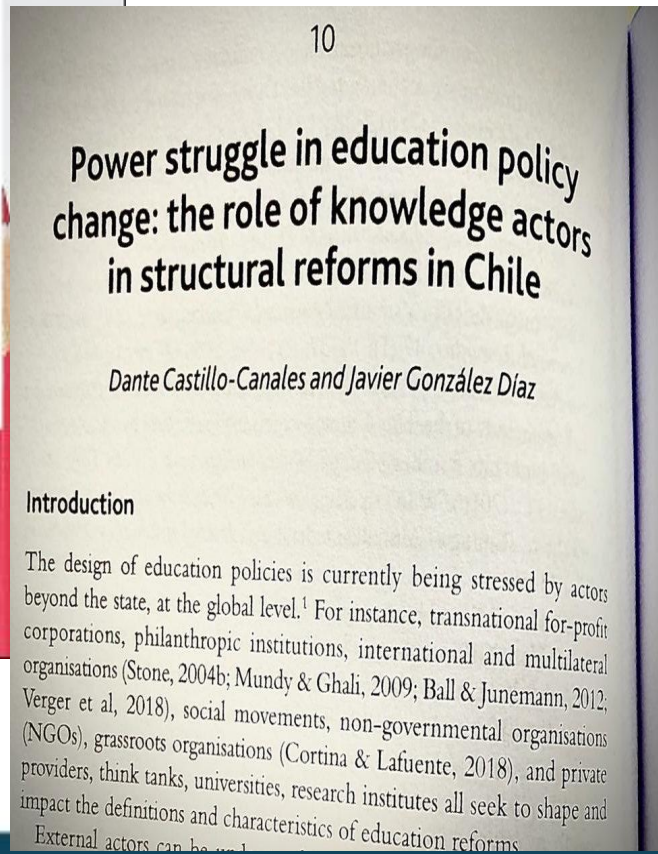 10
Power struggle in education policy
change: the role of knowledge actors
in structural reforms in Chile
Dante Castillo-Canales and Javier González Díaz
Introduction
The design of education policies is currently being stressed by actors
beyond the state, at the global level.¹ For instance, transnational for-profit
corporations, philanthropic institutions, international and multilateral
organisations (Stone, 2004b; Mundy & Ghali, 2009; Ball & Junemann, 2012;
Verger et al, 2018), social movements, non-governmental organisations
(NGOs), grassroots organisations (Cortina & Lafuente, 2018), and private
providers, think tanks, universities, research institutes all seek to shape and
impact the definitions and characteristics of education reforms.
External actors can be